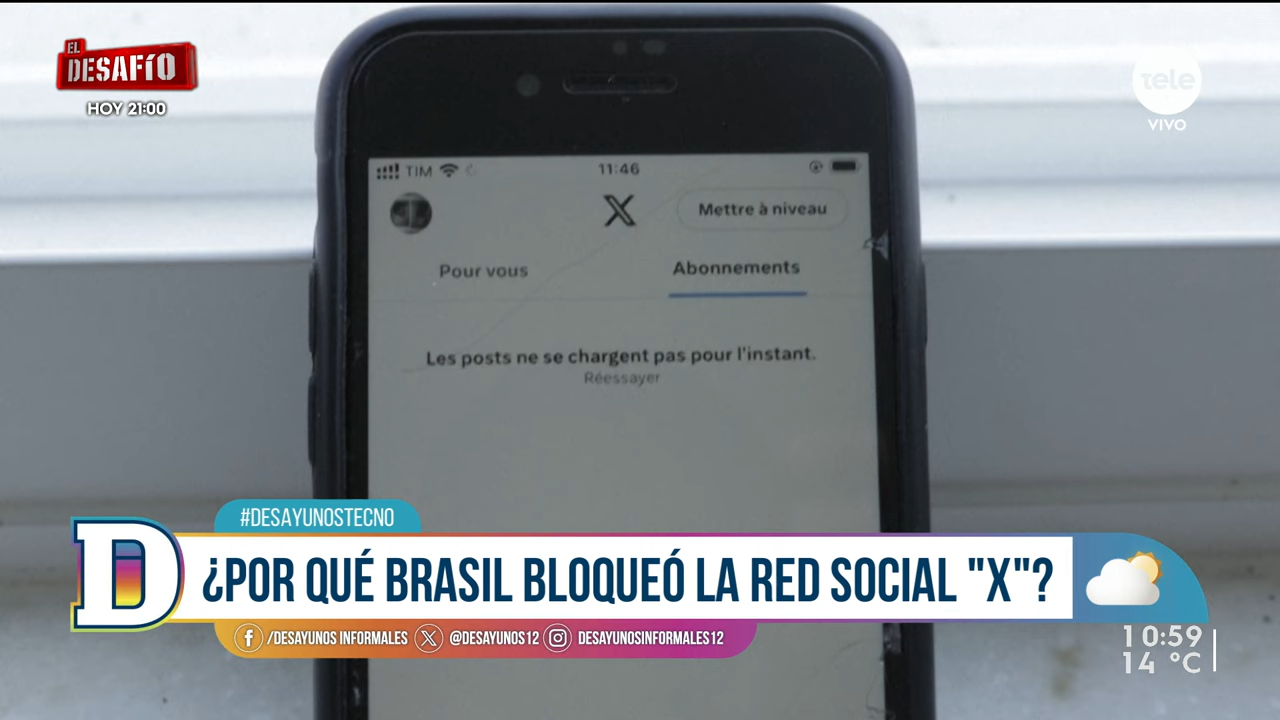 EL
DESAFÍO
HOY 21:00
tele
VIVO
TIM
11:46
X
Mettre à niveau
Pour vous
Abonnements
Les posts ne se chargent pas pour l'instant.
Réessayer
#DESAYUNOSTECNO
D
¿POR QUÉ BRASIL BLOQUEÓ LA RED SOCIAL "X"?
f /DESAYUNOS INFORMALES X @DESAYUNOS12 DESAYUNOSINFORMALES12
10:59
14 °C